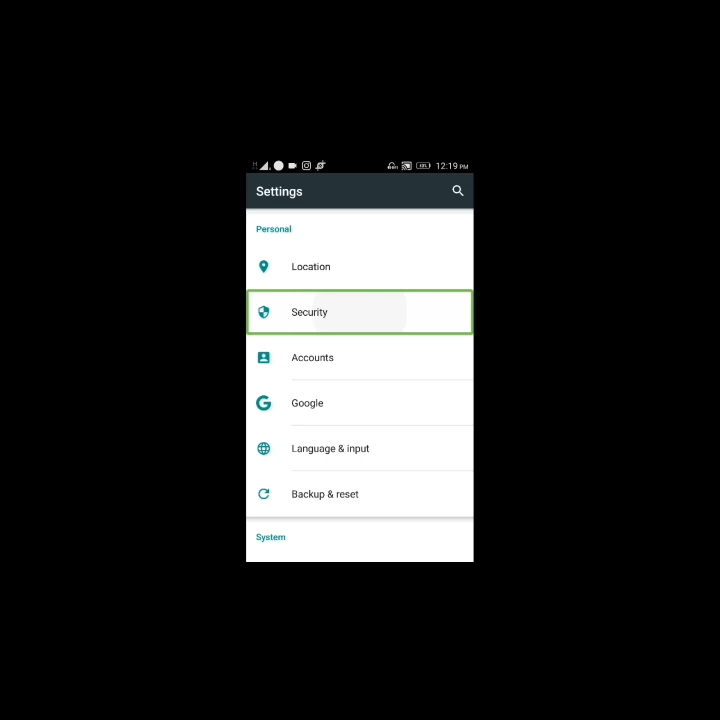 12:19 PM
Settings
Personal
Location
Security
Accounts
Google
Language & input
Backup & reset
System